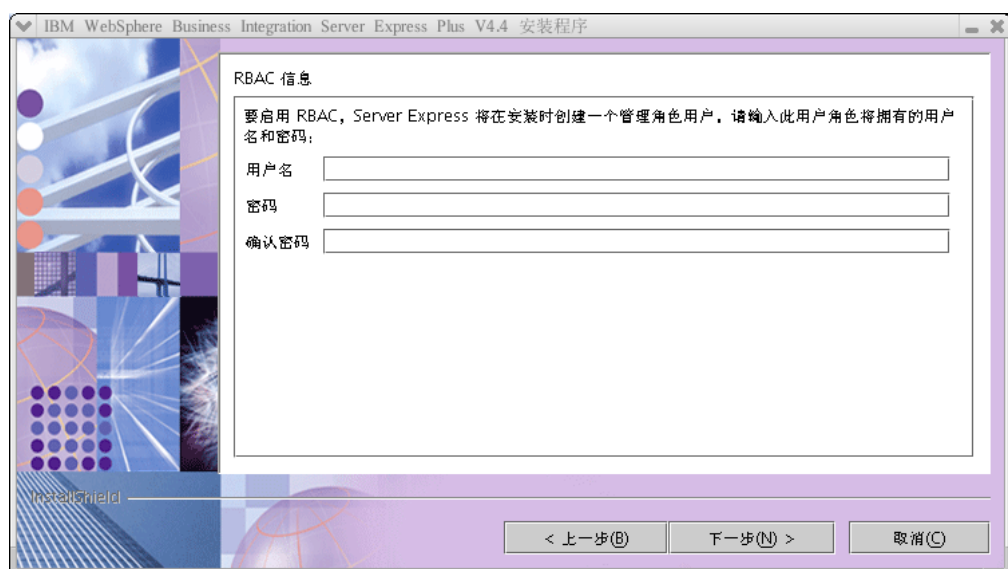 IBM WebSphere Business Integration Server Express Plus V4.4 安装程序
RBAC 信息
要启用 RBAC，Server Express 将在安装时创建一个管理角色用户。请输入此用户角色将拥有的用户
名和密码：
用户名
密码
确认密码
InstallShield
< 上一步(B)
下一步(N) >
取消(C)